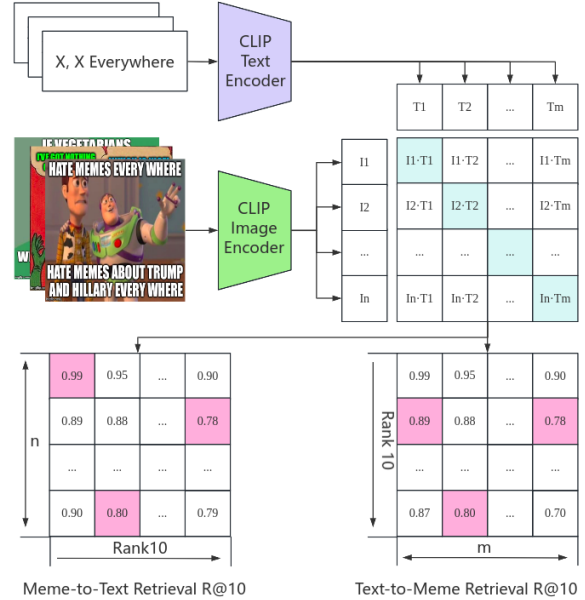 X, X Everywhere
CLIP
Text
Encoder
T1 T2 ... Tm
IF VEGETARIANS
I'VE GOT NOTHING
HATE MEMES EVERY WHERE
W
HATE MEMES ABOUT TRUMP
AND HILLARY EVERY WHERE
CLIP
Image
Encoder
I1 I1·T1 I1·T2 ... I1·Tm
I2 I2·T1 I2·T2 ... I2·Tm
... ... ... ... ...
In In·T1 In·T2 ... In·Tm
n
0.99 0.95 ... 0.90
0.89 0.88 ... 0.78
... ... ... ...
0.90 0.80 ... 0.79
Rank10
Meme-to-Text Retrieval R@10
Rank 10
0.99 0.95 ... 0.90
0.89 0.88 ... 0.78
... ... ... ...
0.87 0.80 ... 0.70
m
Text-to-Meme Retrieval R@10